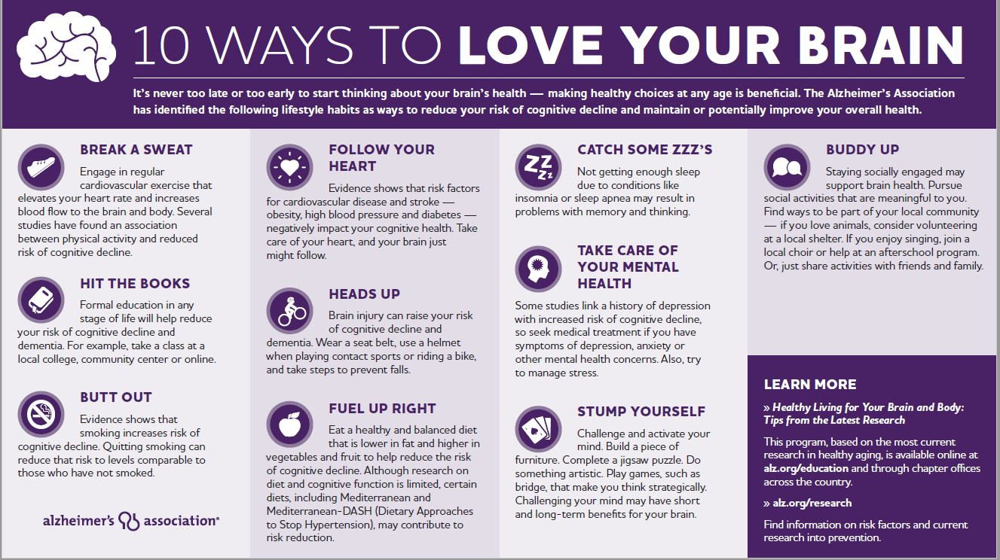 10 WAYS TO LOVE YOUR BRAIN
It's never too late or too early to start thinking about your brain's health — making healthy choices at any age is beneficial. The Alzheimer's Association
has identified the following lifestyle habits as ways to reduce your risk of cognitive decline and maintain or potentially improve your overall health.
BREAK A SWEAT
Engage in regular
cardiovascular exercise that
elevates your heart rate and increases
blood flow to the brain and body. Several
studies have found an association
between physical activity and reduced
risk of cognitive decline.
HIT THE BOOKS
Formal education in any
stage of life will help reduce
your risk of cognitive decline and
dementia. For example, take a class at a
local college, community center or online.
BUTT OUT
Evidence shows that
smoking increases risk of
cognitive decline. Quitting smoking can
reduce that risk to levels comparable to
those who have not smoked.
alzheimer's association®
FOLLOW YOUR
HEART
Evidence shows that risk factors
for cardiovascular disease and stroke —
obesity, high blood pressure and diabetes —
negatively impact your cognitive health. Take
care of your heart, and your brain just
might follow.
HEADS UP
Brain injury can raise your risk
of cognitive decline and
dementia. Wear a seat belt, use a helmet
when playing contact sports or riding a bike,
and take steps to prevent falls.
FUEL UP RIGHT
Eat a healthy and balanced diet
that is lower in fat and higher in
vegetables and fruit to help reduce the risk
of cognitive decline. Although research on
diet and cognitive function is limited, certain
diets, including Mediterranean and
Mediterranean-DASH (Dietary Approaches
to Stop Hypertension), may contribute to
risk reduction.
CATCH SOME ZZZ'S
Not getting enough sleep
due to conditions like
insomnia or sleep apnea may result in
problems with memory and thinking.
TAKE CARE OF
YOUR MENTAL
HEALTH
Some studies link a history of depression
with increased risk of cognitive decline,
so seek medical treatment if you have
symptoms of depression, anxiety or
other mental health concerns. Also, try
to manage stress.
STUMP YOURSELF
Challenge and activate your
mind. Build a piece of
furniture. Complete a jigsaw puzzle. Do
something artistic. Play games, such as
bridge, that make you think strategically.
Challenging your mind may have short
and long-term benefits for your brain.
BUDDY UP
Staying socially engaged may
support brain health. Pursue
social activities that are meaningful to you.
Find ways to be part of your local community
— if you love animals, consider volunteering
at a local shelter. If you enjoy singing, join a
local choir or help at an afterschool program.
Or, just share activities with friends and family.
LEARN MORE
» Healthy Living for Your Brain and Body:
Tips from the Latest Research
This program, based on the most current
research in healthy aging, is available online at
alz.org/education and through chapter offices
across the country.
» alz.org/research
Find information on risk factors and current
research into prevention.